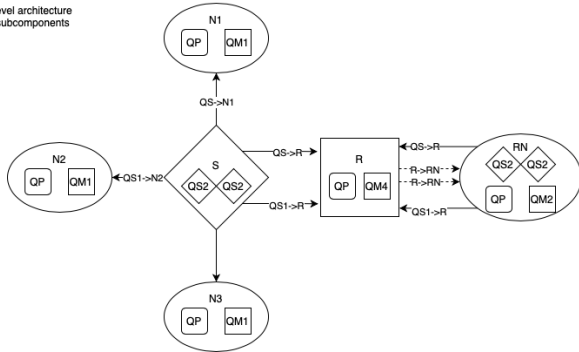 evel architecture
subcomponents
N1
QP
QM1
QS->N1
N2
QP
QM1
QS1->N2
S
QS2
QS2
QS->R
QS1->R
R
QP
QM4
QS->R
R->RN
R->RN
QS1->R
RN
QS2
QS2
QP
QM2
N3
QP
QM1